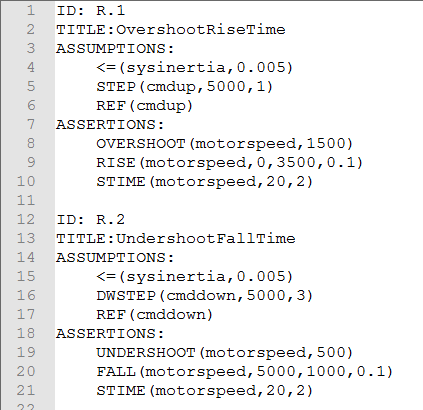 1 ID: R.1
2 TITLE:OvershootRiseTime
3 ASSUMPTIONS:
4 <=(sysinertia,0.005)
5 STEP(cmdup,5000,1)
6 REF(cmdup)
7 ASSERTIONS:
8 OVERSHOOT(motorspeed,1500)
9 RISE(motorspeed,0,3500,0.1)
10 STIME(motorspeed,20,2)
11
12 ID: R.2
13 TITLE:UndershootFallTime
14 ASSUMPTIONS:
15 <=(sysinertia,0.005)
16 DWSTEP(cmddown,5000,3)
17 REF(cmddown)
18 ASSERTIONS:
19 UNDERSHOOT(motorspeed,500)
20 FALL(motorspeed,5000,1000,0.1)
21 STIME(motorspeed,20,2)